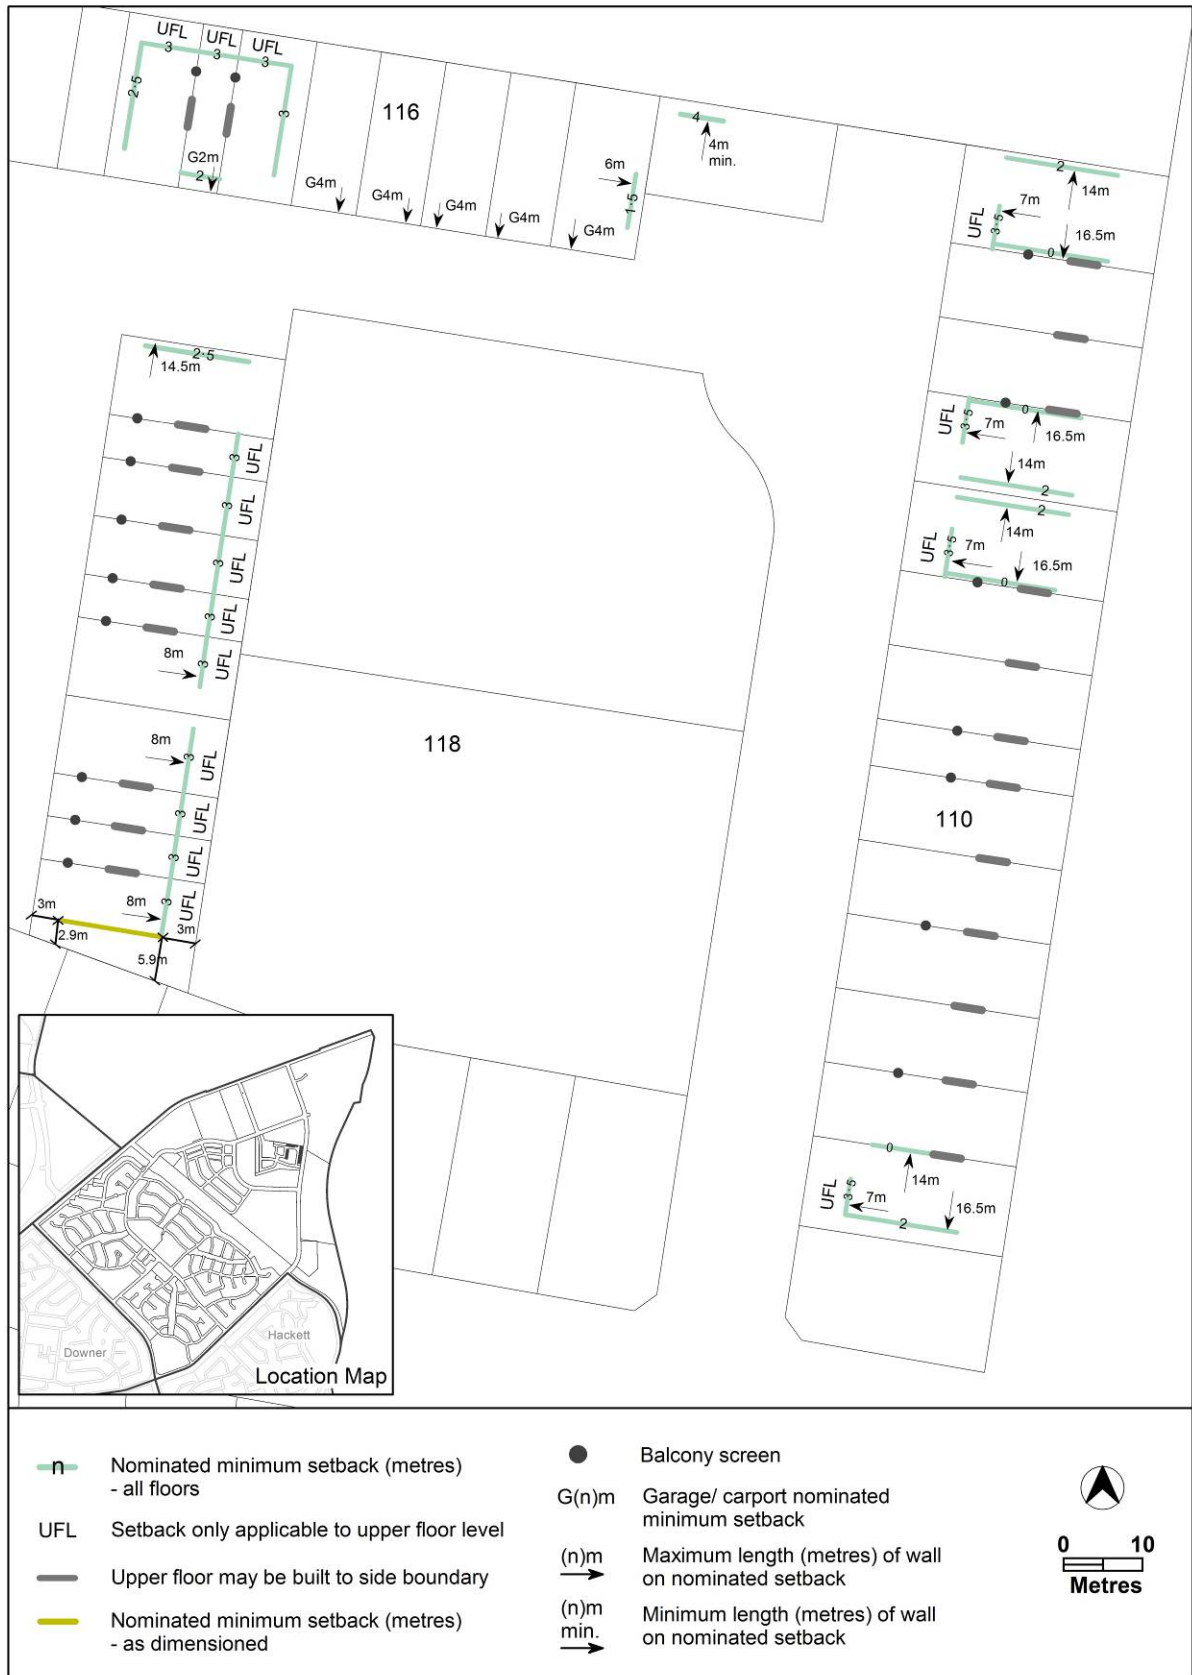 UFL
UFL
UFL
3
3
3
2·5
3
G2m
2
116
G4m
G4m
G4m
G4m
G4m
6m
1·5
4
4m
min.
2
14m
7m
UFL
3·5
16.5m
0
0
16.5m
7m
UFL
3·5
14m
2
2
14m
7m
UFL
3·5
16.5m
0
110
0
14m
7m
UFL
3·5
16.5m
2
2·5
14.5m
3
UFL
3
UFL
3
UFL
3
UFL
8m
3
UFL
8m
3
UFL
3
UFL
3
UFL
8m
3
UFL
3m
2.9m
3m
5.9m
118
Downer
Hackett
Location Map
n
Nominated minimum setback (metres)
- all floors
UFL
Setback only applicable to upper floor level
Upper floor may be built to side boundary
Nominated minimum setback (metres)
- as dimensioned
Balcony screen
G(n)m
Garage/ carport nominated
minimum setback
(n)m
Maximum length (metres) of wall
on nominated setback
(n)m
min.
Minimum length (metres) of wall
on nominated setback
0 10
Metres